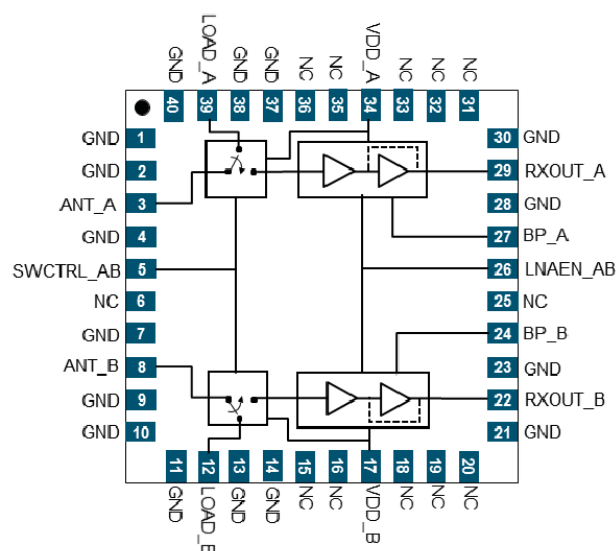 GND
LOAD_A
GND
GND
NC
NC
VDD_A
NC
NC
NC
40
39
38
37
36
35
34
33
32
31
GND 1
GND 2
ANT_A 3
GND 4
SWCTRL_AB 5
NC 6
GND 7
ANT_B 8
GND 9
GND 10
30 GND
29 RXOUT_A
28 GND
27 BP_A
26 LNAEN_AB
25 NC
24 BP_B
23 GND
22 RXOUT_B
21 GND
11
12
13
14
15
16
17
18
19
20
GND
LOAD_B
GND
GND
NC
NC
VDD_B
NC
NC
NC